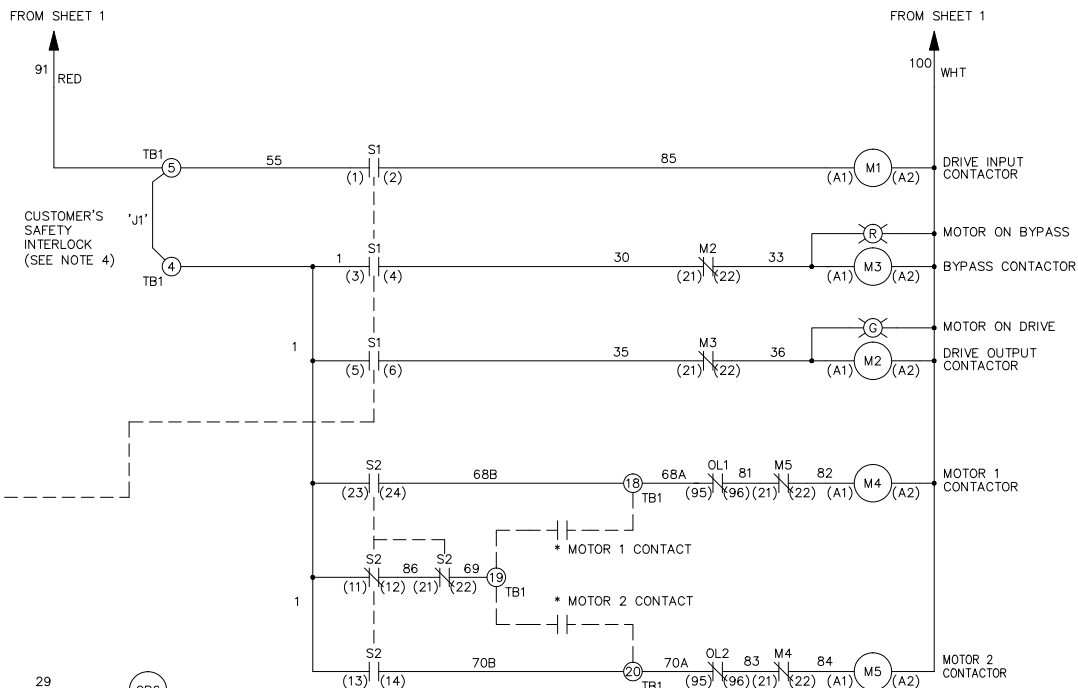 FROM SHEET 1
FROM SHEET 1
91
RED
100
WHT
TB1
5
55
S1
(1)
(2)
85
(A1)
M1
(A2)
DRIVE INPUT
CONTACTOR
CUSTOMER'S
SAFETY
INTERLOCK
(SEE NOTE 4)
'J1'
R
MOTOR ON BYPASS
TB1
4
1
S1
(3)
(4)
30
M2
(21)
(22)
33
(A1)
M3
(A2)
BYPASS CONTACTOR
G
MOTOR ON DRIVE
1
S1
(5)
(6)
35
M3
(21)
(22)
36
(A1)
M2
(A2)
DRIVE OUTPUT
CONTACTOR
S2
(23)
(24)
68B
18
TB1
68A
OL1
(95)
(96)
81
M5
(21)
(22)
82
(A1)
M4
(A2)
MOTOR 1
CONTACTOR
* MOTOR 1 CONTACT
S2
(11)
(12)
86
S2
(21)
(22)
69
19
TB1
1
* MOTOR 2 CONTACT
S2
(13)
(14)
70B
20
TB1
70A
OL2
(95)
(96)
83
M4
(21)
(22)
84
(A1)
M5
(A2)
MOTOR 2
CONTACTOR
29